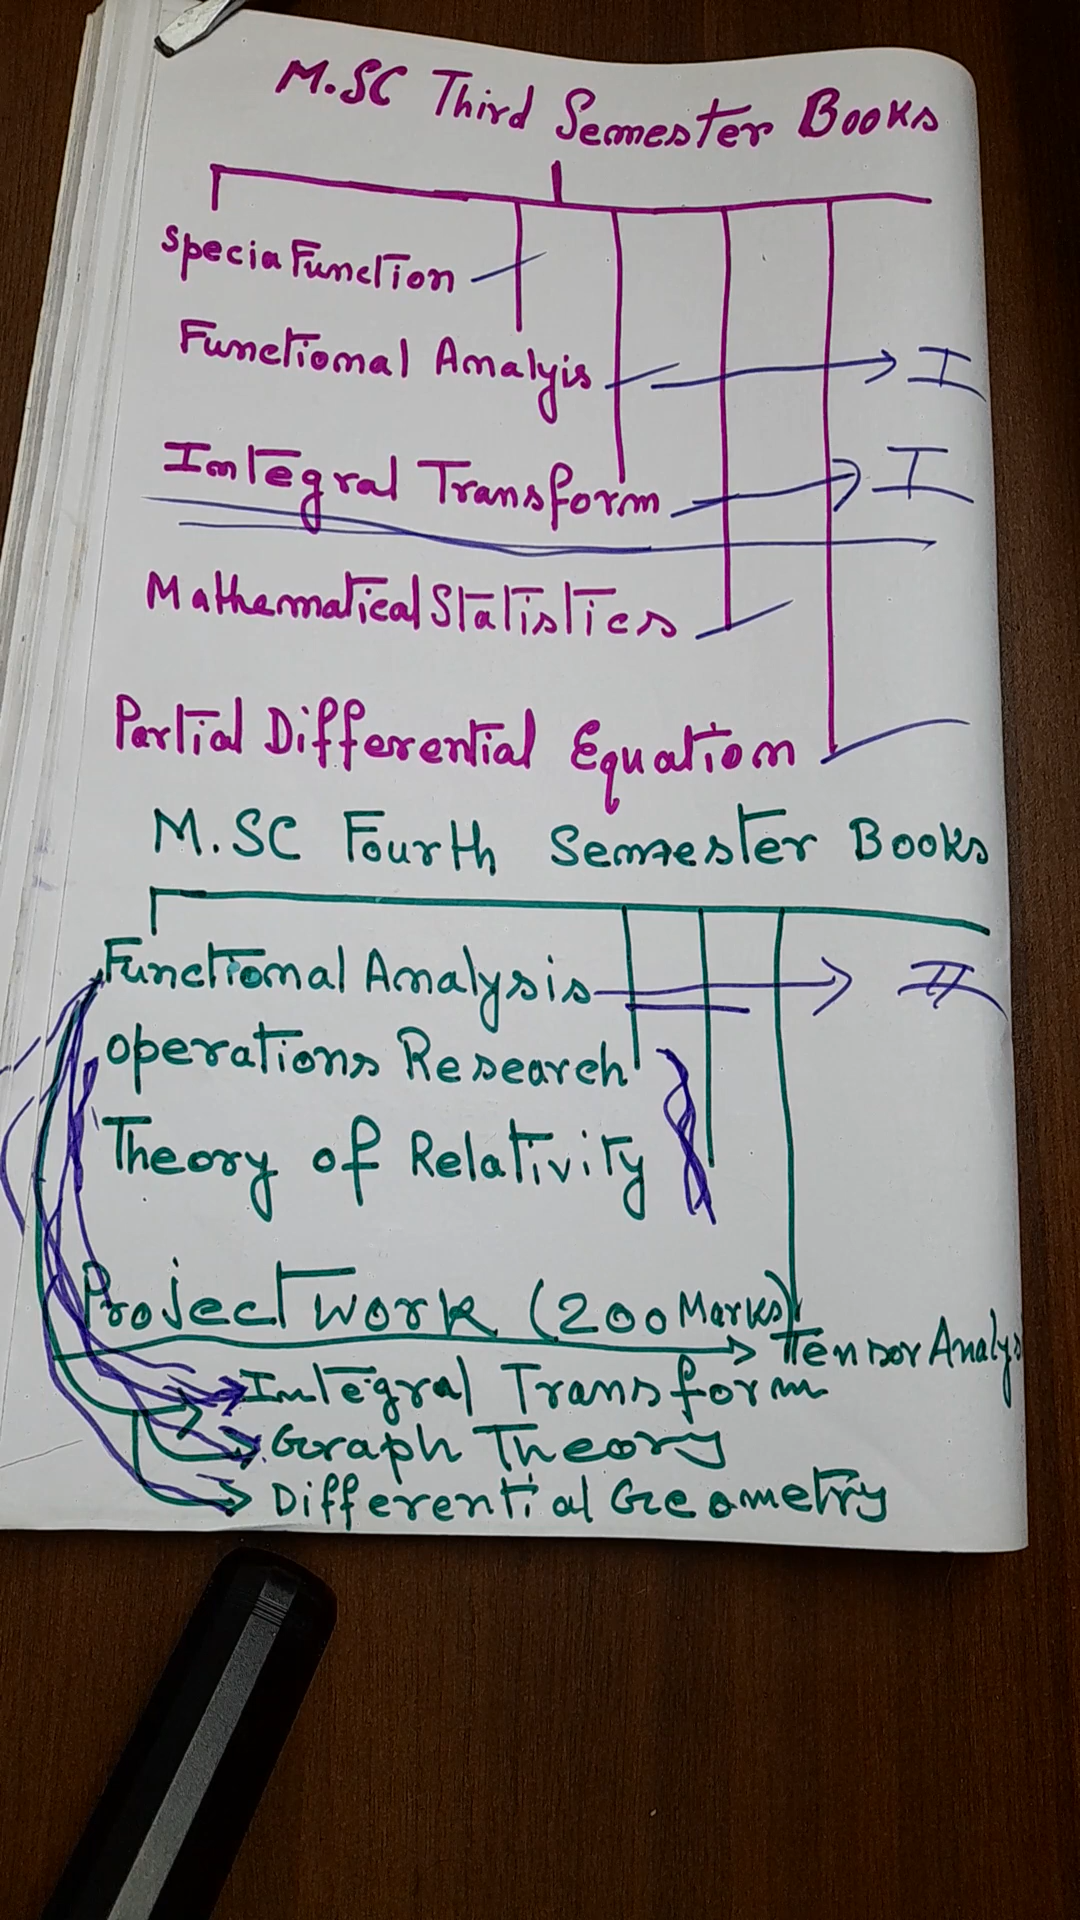 M.SC Third Semester Books
Specia Function
Functional Analyis → I
Integral Transform → I
Mathematical Statistics
Partial Differential Equation
M.SC Fourth Semester Books
Functional Analysis → II
operations Research
Theory of Relativity
Project work (200 Marks)
→ Tensor Analys
→ Integral Transform
→ Graph Theory
→ Differential Geometry